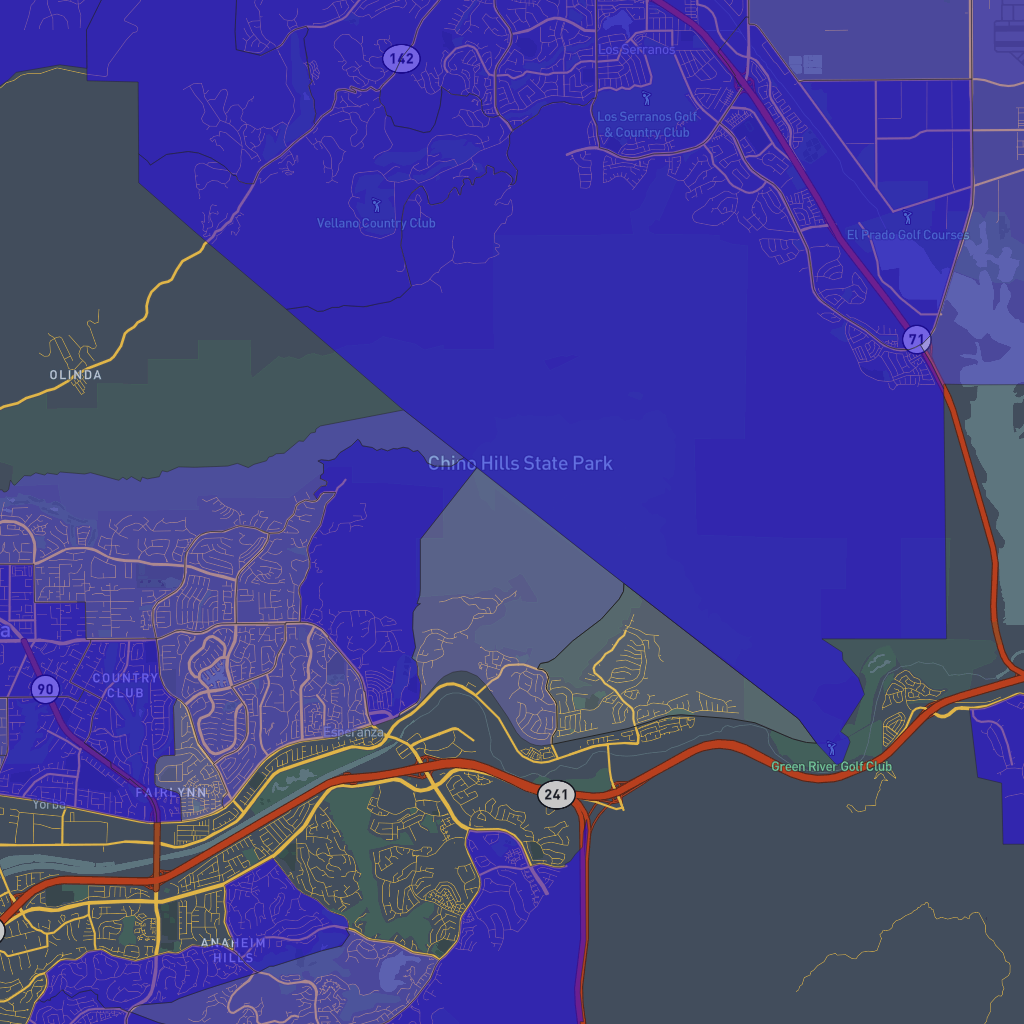 142
Los Serranos
Los Serranos Golf
& Country Club
Vellano Country Club
El Prado Golf Courses
71
OLINDA
Chino Hills State Park
a
90
COUNTRY
CLUB
Esperanza
Green River Golf Club
FAIRLYNN
241
Yorba
ANAHEIM
HILLS